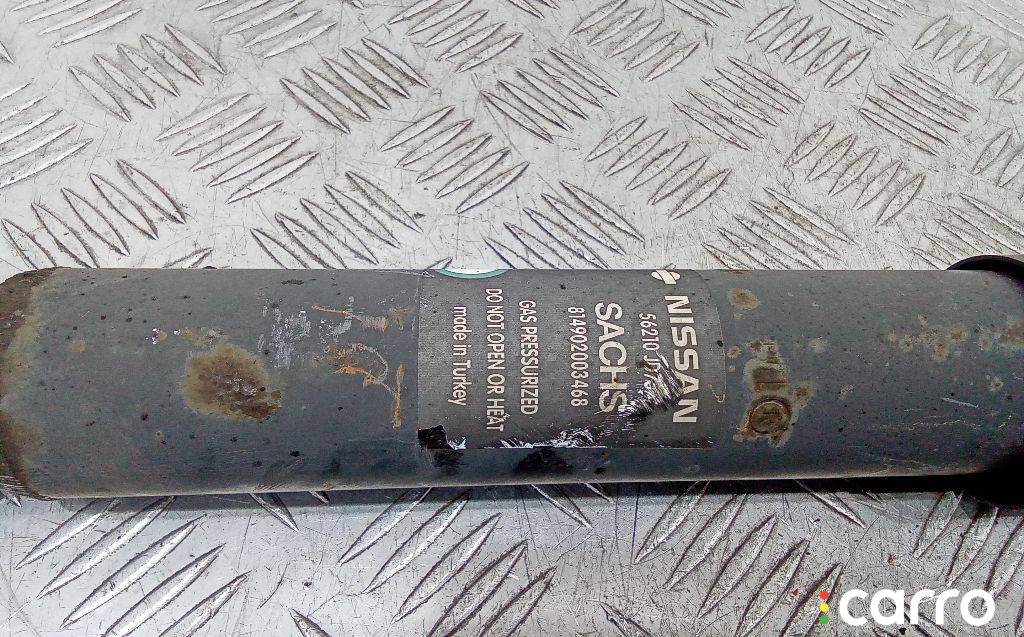 NISSAN
56210
SACHS
814902003468
GAS PRESSURIZED
DO NOT OPEN OR HEAT
made in Turkey
carro